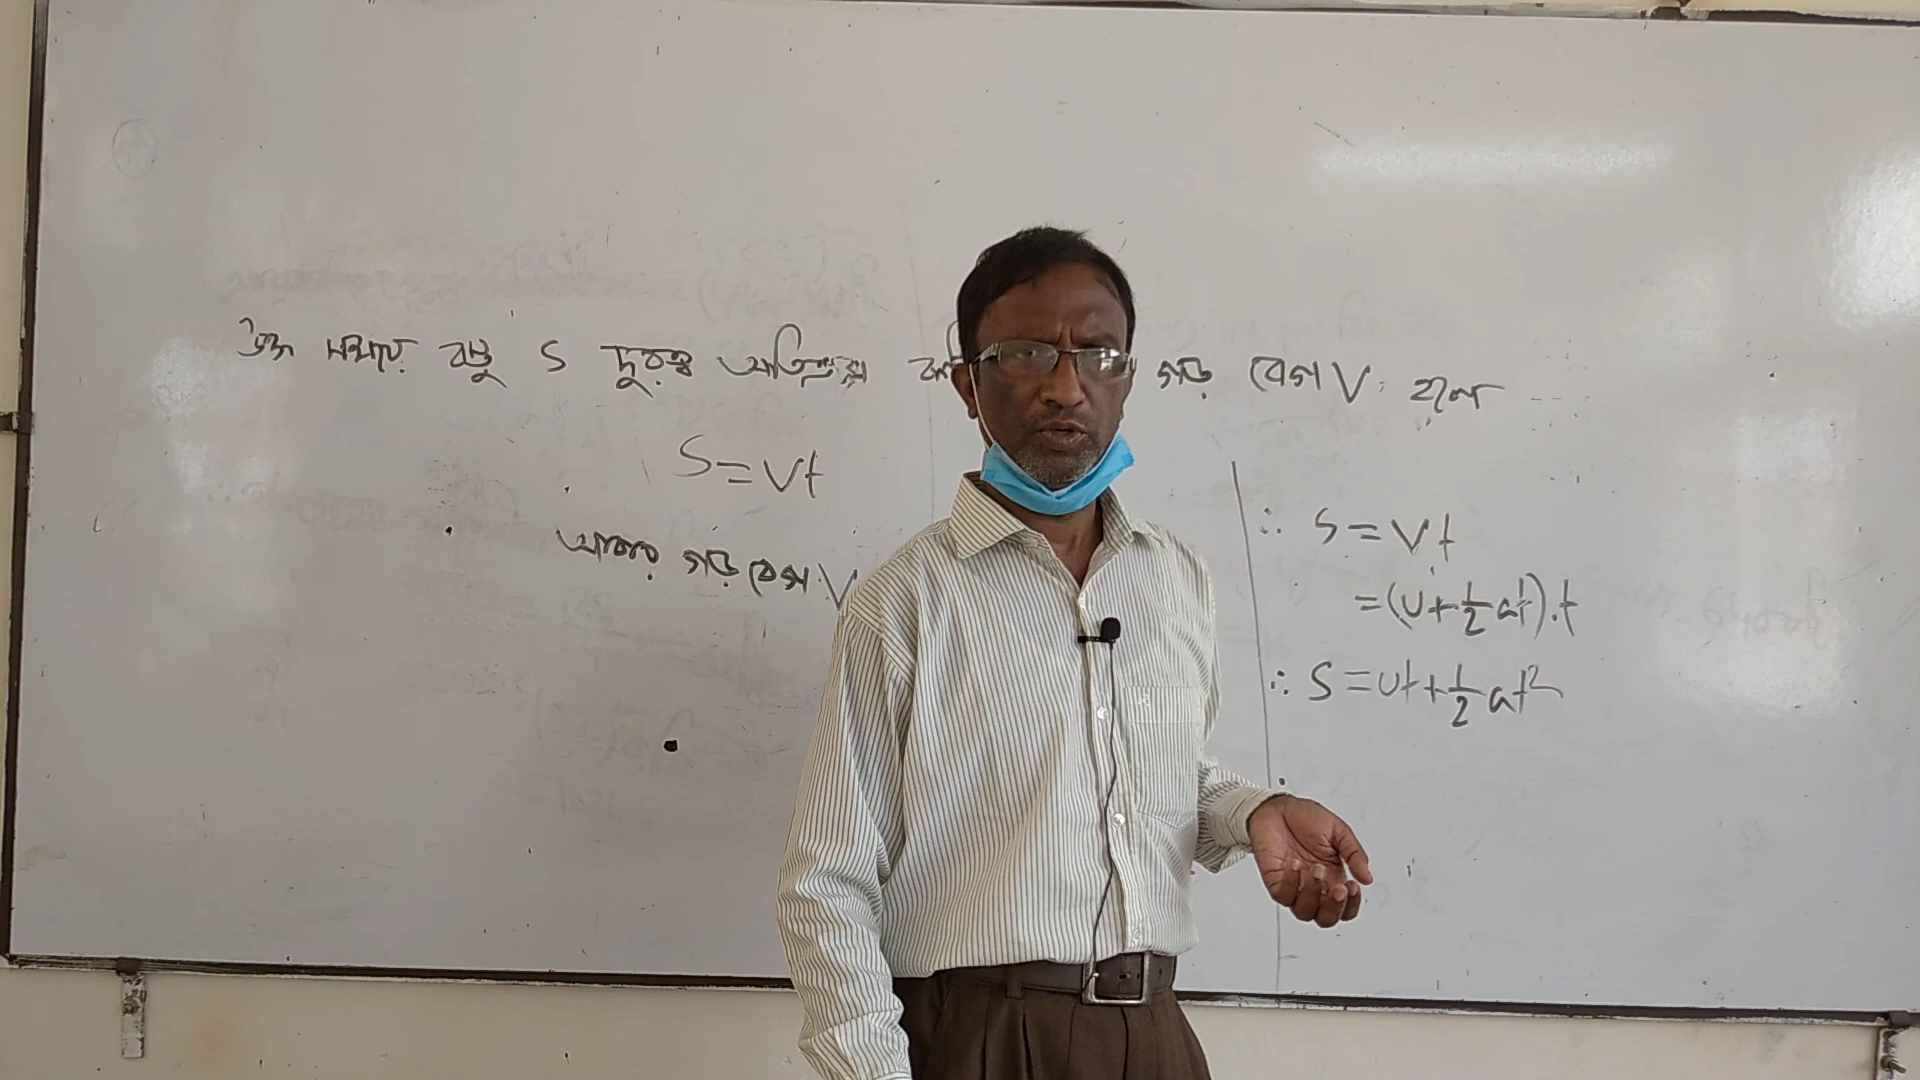 উক্ত সময়ে বস্তু S দূরত্ব অতিক্রম গড় বেগ V হলে
S = Vt
আবার গড় বেগ V
∴ S = Vt
= (u + 1/2 at).t
∴ S = ut + 1/2 at²